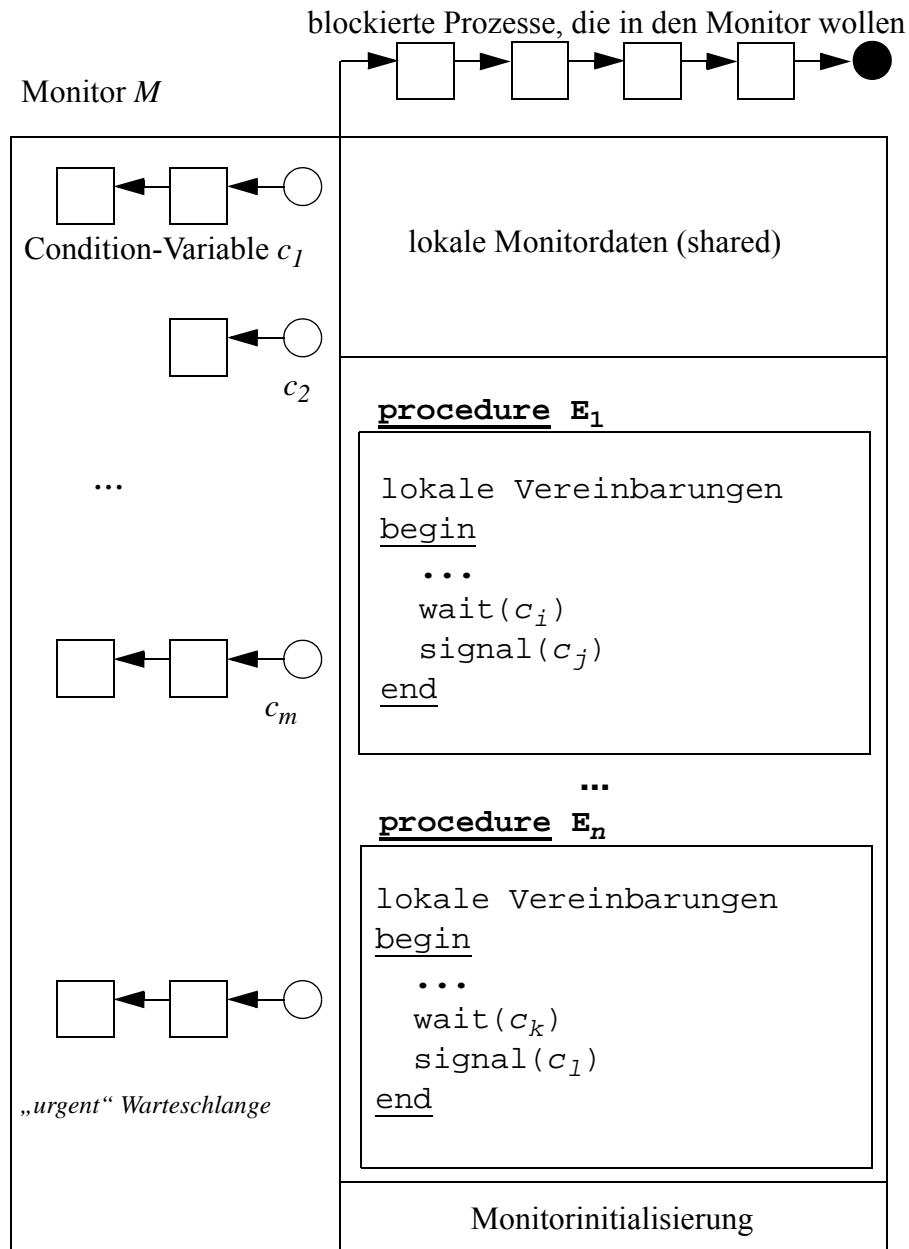 blockierte Prozesse, die in den Monitor wollen
Monitor M
Condition-Variable c1
lokale Monitordaten (shared)
c2
...
cm
procedure E1
lokale Vereinbarungen
begin
...
wait(ci)
signal(cj)
end
...
procedure En
lokale Vereinbarungen
begin
...
wait(ck)
signal(cl)
end
„urgent“ Warteschlange
Monitorinitialisierung